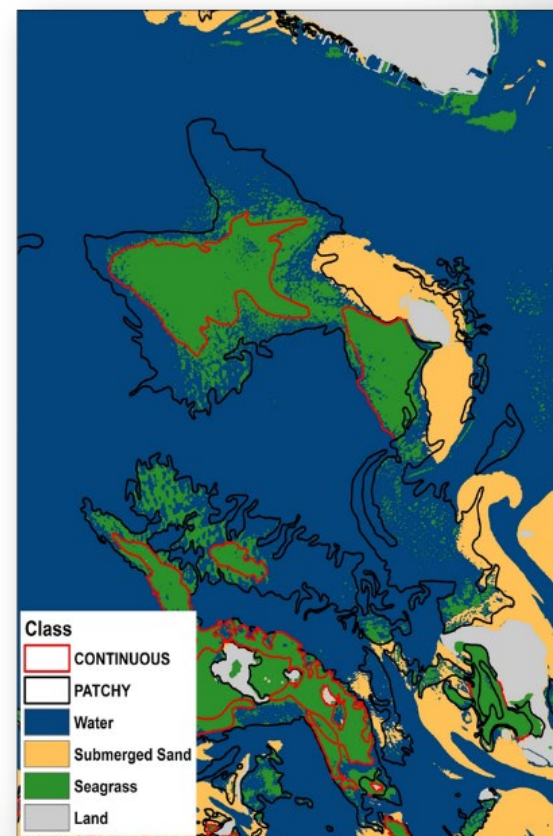 Class
CONTINUOUS
PATCHY
Water
Submerged Sand
Seagrass
Land